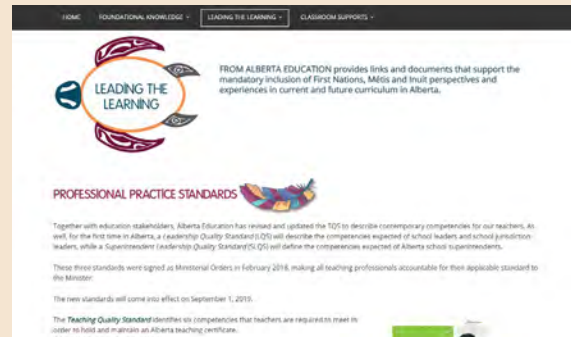 HOME FOUNDATIONAL KNOWLEDGE LEADING THE LEARNING CLASSROOM SUPPORTS
LEADING THE
LEARNING
FROM ALBERTA EDUCATION provides links and documents that support the
mandatory inclusion of First Nations, Métis and Inuit perspectives and
experiences in current and future curriculum in Alberta.
PROFESSIONAL PRACTICE STANDARDS
Together with education stakeholders, Alberta Education has revised and updated the TQS to describe contemporary competencies for our teachers. As
well, for the first time in Alberta, a Leadership Quality Standard (LQS) will describe the competencies expected of school leaders and school jurisdiction
leaders, while a Superintendent Leadership Quality Standard (SLQS) will define the competencies expected of Alberta school superintendents.
These three standards were signed as Ministerial Orders in February 2018, making all teaching professionals accountable for their applicable standard to
the Minister.
The new standards will come into effect on September 1, 2019.
The Teaching Quality Standard identifies six competencies that teachers are required to meet in
order to hold and maintain an Alberta teaching certificate.